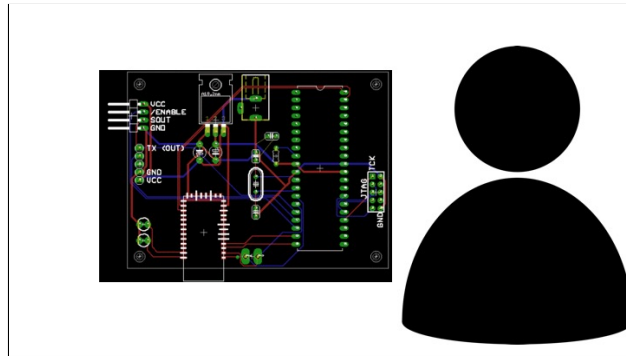 VCC
/ENABLE
SOUT
GND
TX (OUT)
GND
VCC
TCK
JTAG
GND